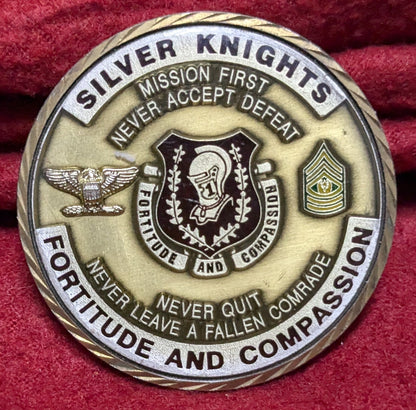 SILVER KNIGHTS
MISSION FIRST
NEVER ACCEPT DEFEAT
FORTITUDE AND COMPASSION
NEVER QUIT
NEVER LEAVE A FALLEN COMRADE
FORTITUDE AND COMPASSION